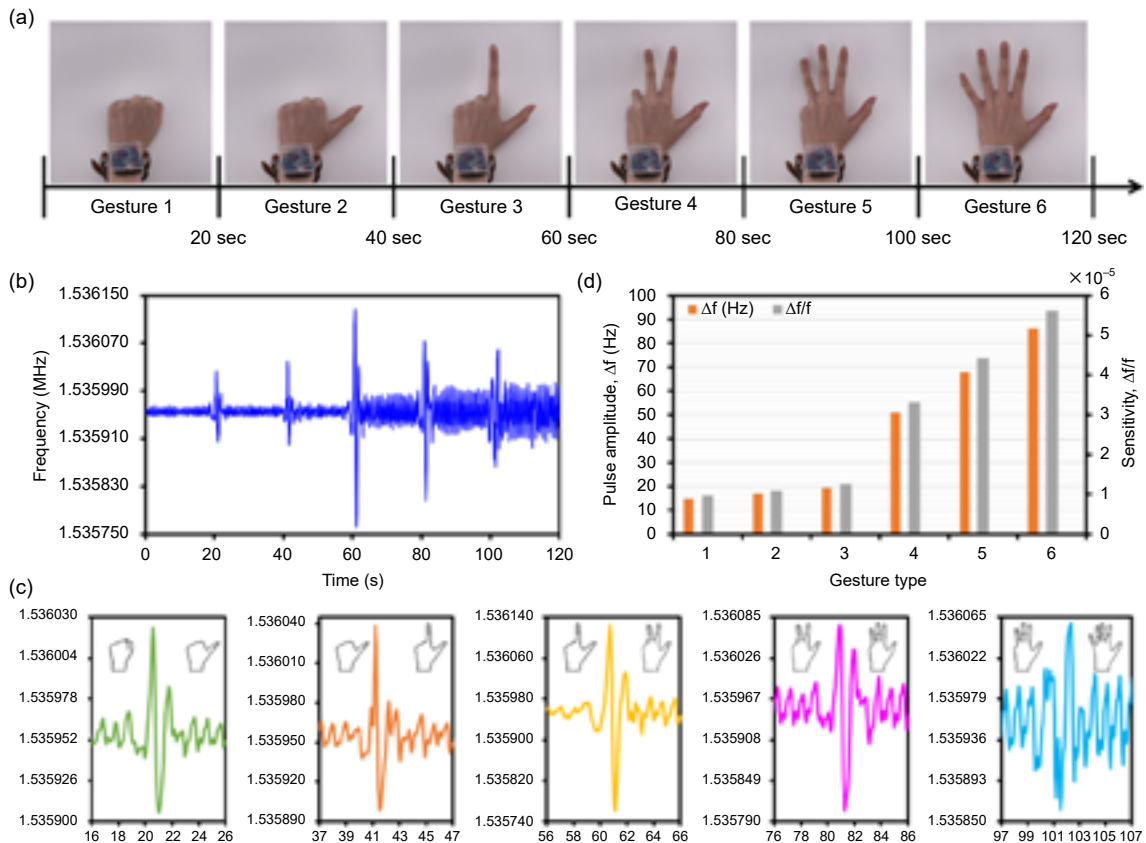 (a)
Gesture 1 Gesture 2 Gesture 3 Gesture 4 Gesture 5 Gesture 6
20 sec 40 sec 60 sec 80 sec 100 sec 120 sec
(b)
Frequency (MHz)
1.536150
1.536070
1.535990
1.535910
1.535830
1.535750
0 20 40 60 80 100 120
Time (s)
(d)
×10⁻⁵
Pulse amplitude, Δf (Hz)
100
90
80
70
60
50
40
30
20
10
0
Δf (Hz) Δf/f
6
5
4
3
2
1
0
Sensitivity, Δf/f
1 2 3 4 5 6
Gesture type
(c)
1.536030
1.536004
1.535978
1.535952
1.535926
1.535900
16 18 20 22 24 26
1.536040
1.536010
1.535980
1.535950
1.535920
1.535890
37 39 41 43 45 47
1.536140
1.536060
1.535980
1.535900
1.535820
1.535740
56 58 60 62 64 66
1.536085
1.536026
1.535967
1.535908
1.535849
1.535790
76 78 80 82 84 86
1.536065
1.536022
1.535979
1.535936
1.535893
1.535850
97 99 101 103 105 107